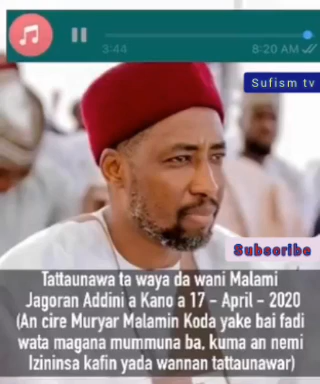 3:44
8:20 AM
Sufism tv
Subscribe
Tattaunawa ta waya da wani Malami
Jagoran Addini a Kano a 17 - April - 2020
(An cire Muryar Malamin Koda yake bai fadi
wata magana mummuna ba, kuma an nemi
Izininsa kafin yada wannan tattaunawar)